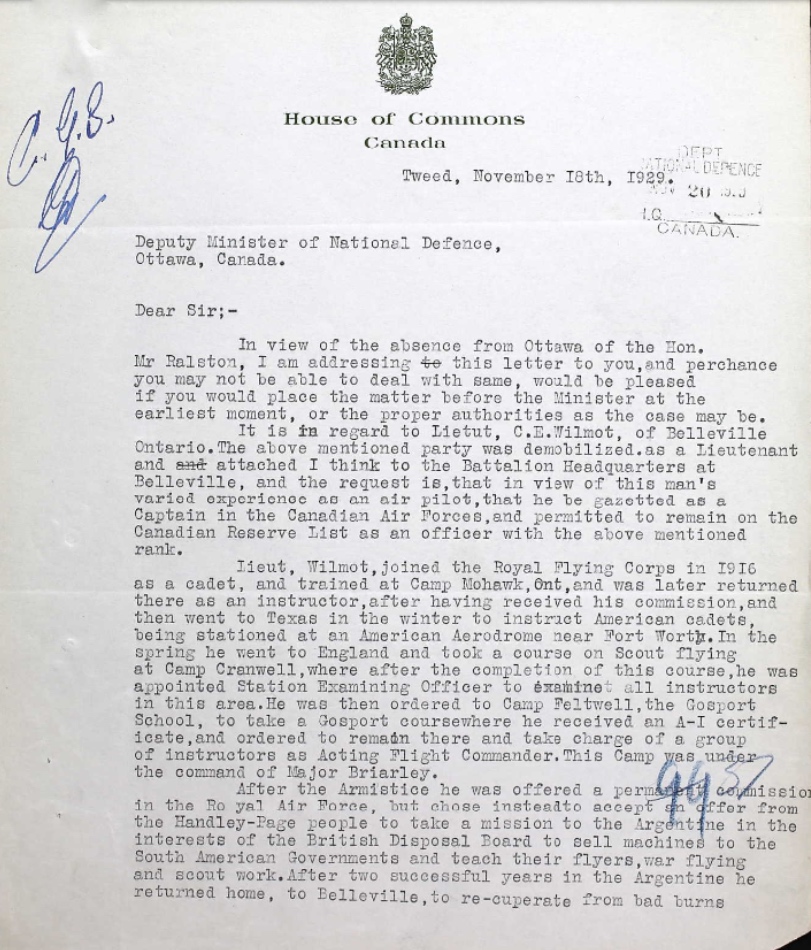 House of Commons
Canada
C.G.B.
Tweed, November I8th, I929.
DEPT
NATIONAL DEFENCE
NOV 20
CANADA.
Deputy Minister of National Defence,
Ottawa, Canada.
Dear Sir;-
In view of the absence from Ottawa of the Hon.
Mr Ralston, I am addressing to this letter to you,and perchance
you may not be able to deal with same, would be pleased
if you would place the matter before the Minister at the
earliest moment, or the proper authorities as the case may be.
It is in regard to Lietut, C.E.Wilmot, of Belleville
Ontario.The above mentioned party was demobilized.as a Lieutenant
and and attached I think to the Battalion Headquarters at
Belleville, and the request is,that in view of this man's
varied experience as an air pilot,that he be gazetted as a
Captain in the Canadian Air Forces,and permitted to remain on the
Canadian Reserve List as an officer with the above mentioned
rank.
Lieut, Wilmot,joined the Royal Flying Corps in I9I6
as a cadet, and trained at Camp Mohawk,Ont,and was later returned
there as an instructor,after having received his commission,and
then went to Texas in the winter to instruct American cadets,
being stationed at an American Aerodrome near Fort Worth.In the
spring he went to England and took a course on Scout flying
at Camp Cranwell,where after the completion of this course,he was
appointed Station Examining Officer to examinet all instructors
in this area.He was then ordered to Camp Feltwell,the Gosport
School, to take a Gosport coursewhere he received an A-I certif-
icate,and ordered to remain there and take charge of a group
of instructors as Acting Flight Commander.This Camp was under
the command of Major Briarley.
After the Armistice he was offered a permanent commission
in the Ro yal Air Force, but chose insteadto accept an offer from
the Handley-Page people to take a mission to the Argentine in the
interests of the British Disposal Board to sell machines to the
South American Governments and teach their flyers,war flying
and scout work.After two successful years in the Argentine he
returned home, to Belleville,to re-cuperate from bad burns